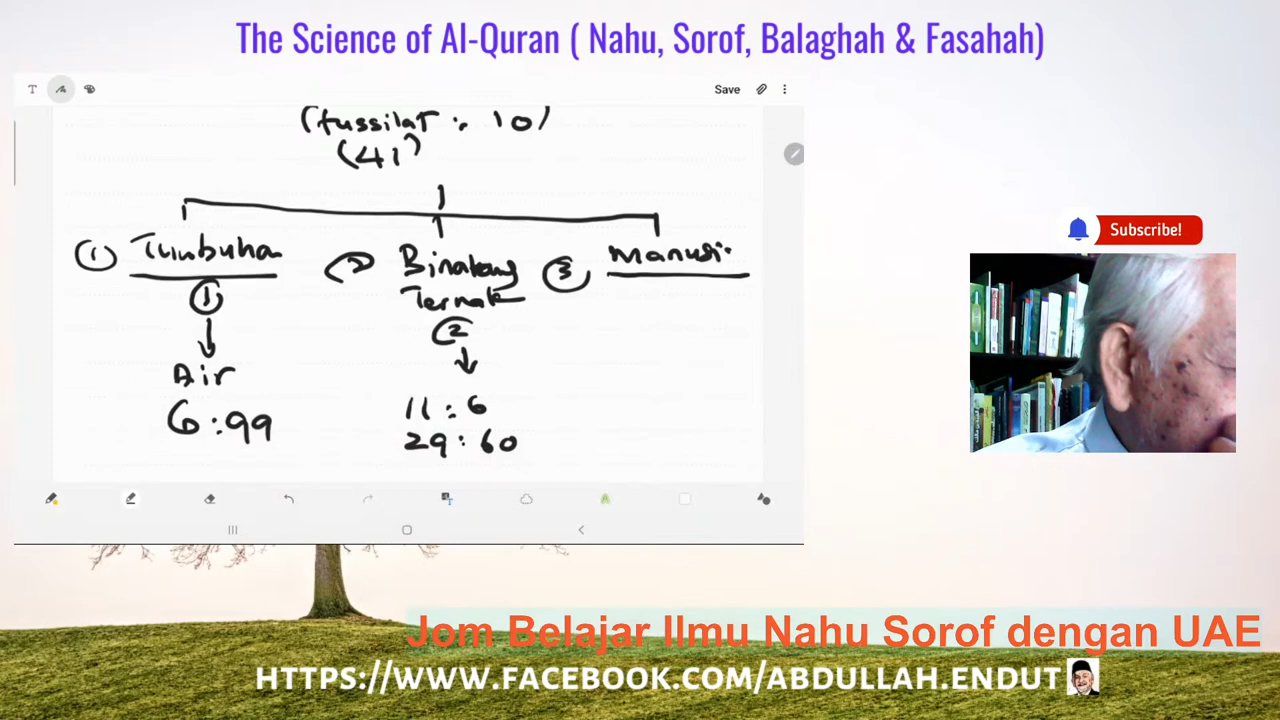 The Science of Al-Quran ( Nahu, Sorof, Balaghah & Fasahah)
T
Save
(fussilat : 10)
(41)
① Tumbuhan ② Binatang Ternak ③ Manusi
① ②
Air
6:99
11 : 6
29 : 60
Subscribe!
Jom Belajar Ilmu Nahu Sorof dengan UAE
HTTPS://WWW.FACEBOOK.COM/ABDULLAH.ENDUT